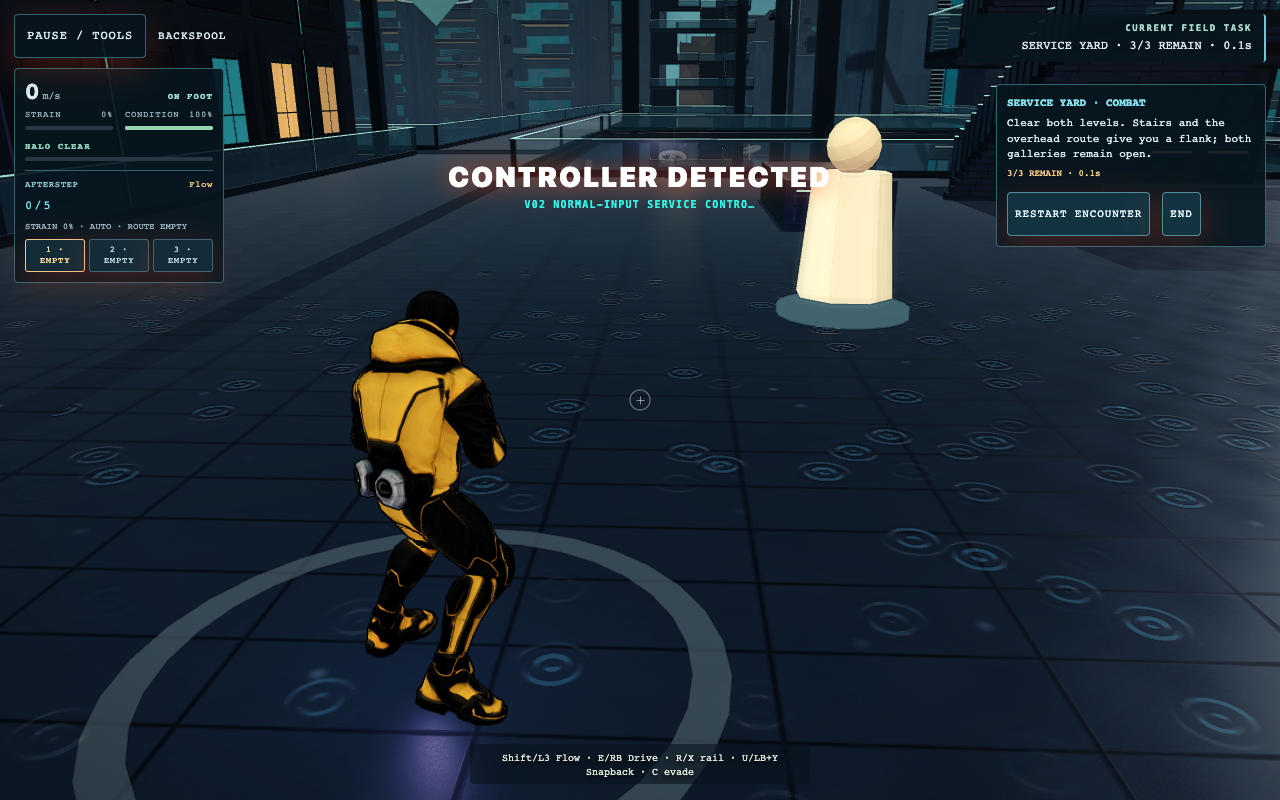 PAUSE / TOOLS
BACKSPOOL
0 m/s
ON FOOT
STRAIN 0%
CONDITION 100%
HALO CLEAR
AFTERSTEP
Flow
0/5
STRAIN 0% · AUTO · ROUTE EMPTY
1 · EMPTY
2 · EMPTY
3 · EMPTY
CONTROLLER DETECTED
V02 NORMAL-INPUT SERVICE CONTRO…
CURRENT FIELD TASK
SERVICE YARD · 3/3 REMAIN · 0.1s
SERVICE YARD · COMBAT
Clear both levels. Stairs and the
overhead route give you a flank; both
galleries remain open.
3/3 REMAIN · 0.1s
RESTART ENCOUNTER
END
Shift/L3 Flow · E/RB Drive · R/X rail · U/LB+Y
Snapback · C evade